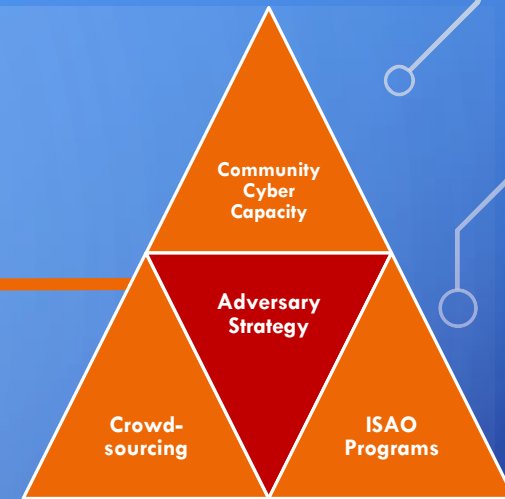 Community
Cyber
Capacity
Adversary
Strategy
Crowd-
sourcing
ISAO
Programs